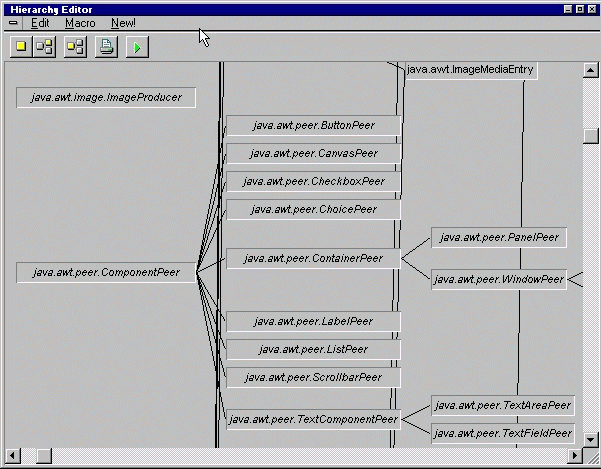 Hierarchy Editor
Edit Macro New!
java.awt.ImageMediaEntry
java.awt.image.ImageProducer
java.awt.peer.ButtonPeer
java.awt.peer.CanvasPeer
java.awt.peer.CheckboxPeer
java.awt.peer.ChoicePeer
java.awt.peer.PanelPeer
java.awt.peer.ContainerPeer
java.awt.peer.ComponentPeer
java.awt.peer.WindowPeer
java.awt.peer.LabelPeer
java.awt.peer.ListPeer
java.awt.peer.ScrollbarPeer
java.awt.peer.TextAreaPeer
java.awt.peer.TextComponentPeer
java.awt.peer.TextFieldPeer